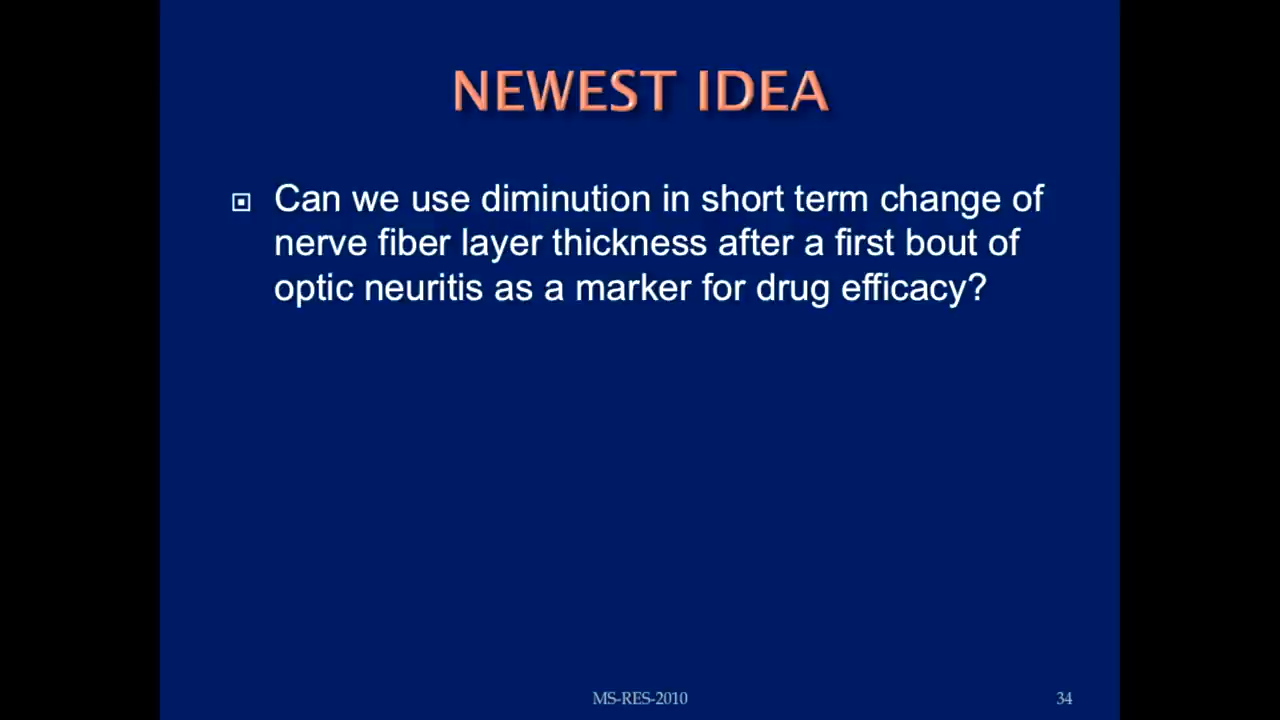 NEWEST IDEA
Can we use diminution in short term change of
nerve fiber layer thickness after a first bout of
optic neuritis as a marker for drug efficacy?
MS-RES-2010
34